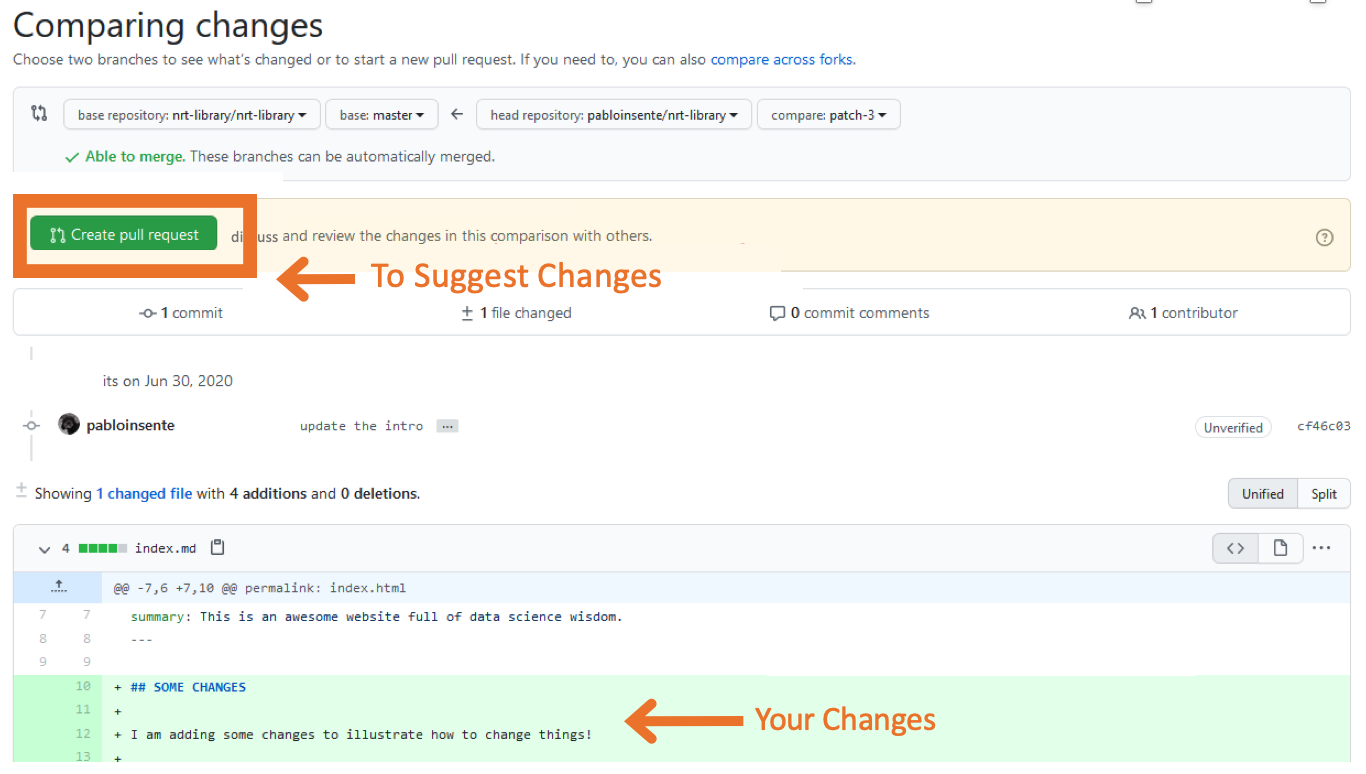 Comparing changes
Choose two branches to see what's changed or to start a new pull request. If you need to, you can also compare across forks.
base repository: nrt-library/nrt-library base: master ← head repository: pabloinsente/nrt-library compare: patch-3
✓ Able to merge. These branches can be automatically merged.
Create pull request discuss and review the changes in this comparison with others.
To Suggest Changes
1 commit 1 file changed 0 commit comments 1 contributor
its on Jun 30, 2020
pabloinsente update the intro ... Unverified cf46c03
Showing 1 changed file with 4 additions and 0 deletions.
Unified Split
4 index.md
@@ -7,6 +7,10 @@ permalink: index.html
7 7 summary: This is an awesome website full of data science wisdom.
8 8 ---
9 9
10 + ## SOME CHANGES
11 +
Your Changes
12 + I am adding some changes to illustrate how to change things!
13 +